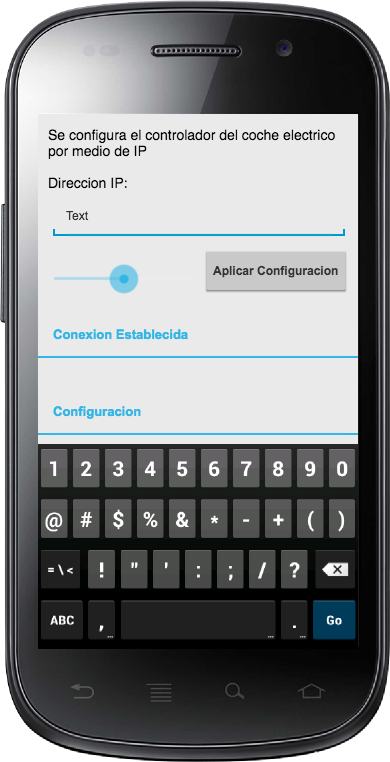 Se configura el controlador del coche electrico
por medio de IP
Direccion IP:
Text
Aplicar Configuracion
Conexion Establecida
Configuracion
1 2 3 4 5 6 7 8 9 0
@ # $ % & * - + ( )
= \ < ! " ' : ; / ?
ABC , ... ... . ... Go